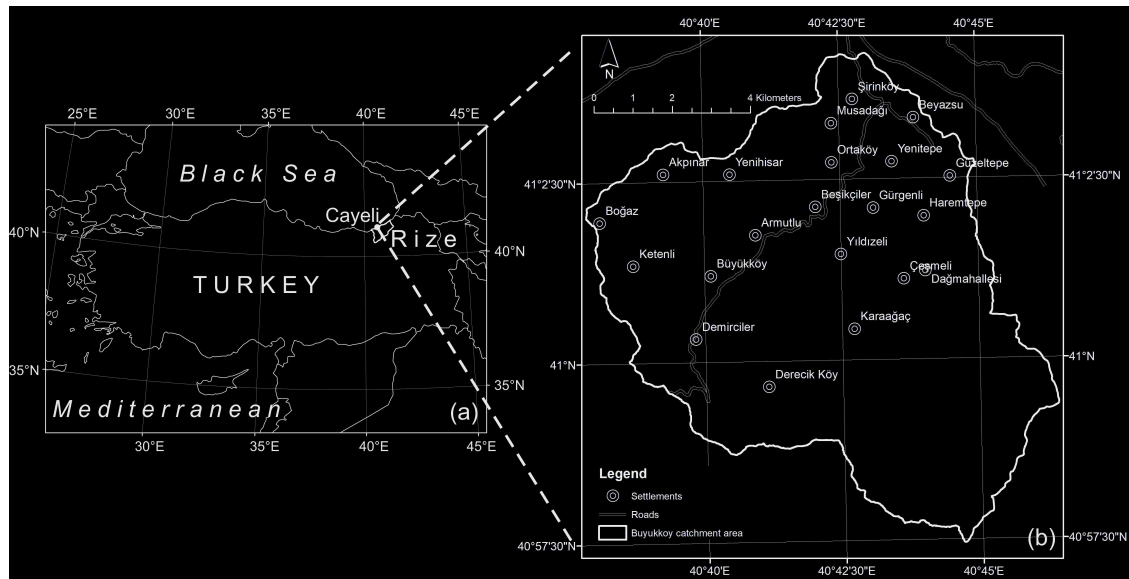 25°E
30°E
35°E
40°E
45°E
Black Sea
Cayeli
Rize
40°N
40°N
TURKEY
35°N
35°N
Mediterranean
(a)
30°E
35°E
40°E
45°E
40°40'E
40°42'30"E
40°45'E
N
0 1 2 4 Kilometers
Şirinköy
Beyazsu
Musadağı
Ortaköy
Yenitepe
Güzeltepe
Akpınar
Yenihisar
41°2'30"N
41°2'30"N
Beşikçiler
Gürgenli
Haremtepe
Boğaz
Armutlu
Yıldızeli
Ketenli
Büyükköy
Çeşmeli
Dağmahallesi
Karaağaç
Demirciler
41°N
41°N
Derecik Köy
Legend
Settlements
Roads
Buyukkoy catchment area
(b)
40°57'30"N
40°57'30"N
40°40'E
40°42'30"E
40°45'E